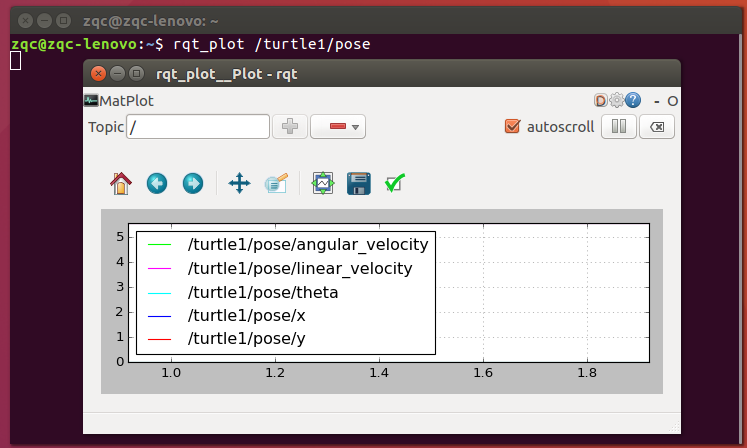 zqc@zqc-lenovo: ~
zqc@zqc-lenovo:~$ rqt_plot /turtle1/pose
rqt_plot__Plot - rqt
MatPlot D ? - O
Topic / autoscroll
/turtle1/pose/angular_velocity
/turtle1/pose/linear_velocity
/turtle1/pose/theta
/turtle1/pose/x
/turtle1/pose/y
5
4
3
2
1
0
1.0 1.2 1.4 1.6 1.8